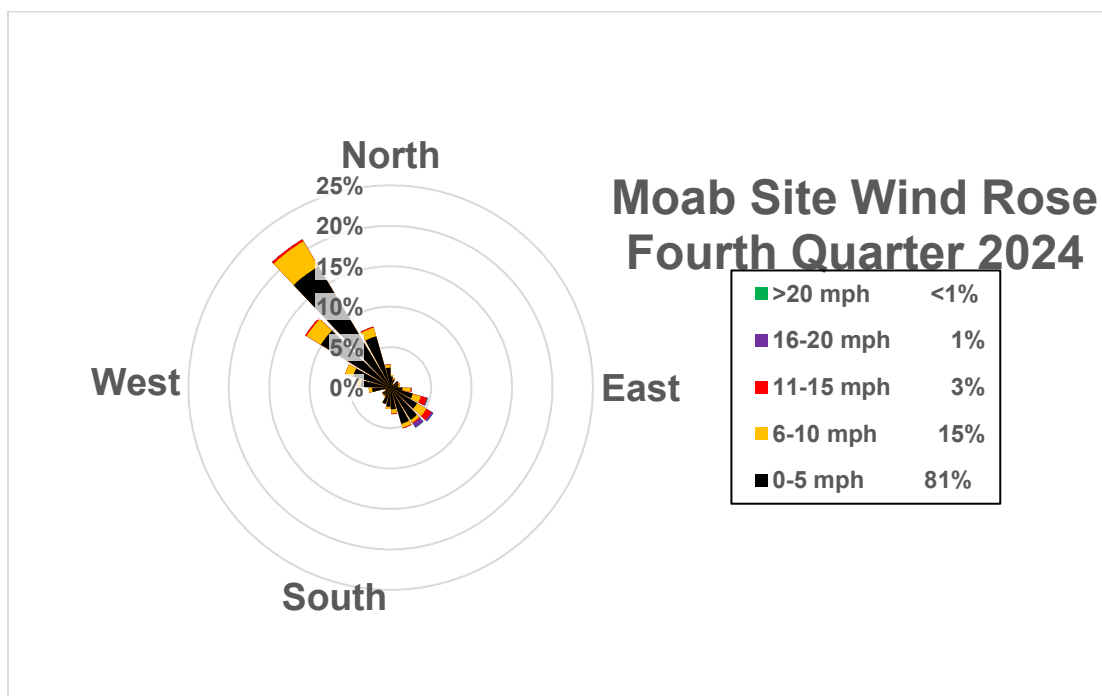 North
25%
20%
15%
10%
5%
0%
West
East
South
Moab Site Wind Rose
Fourth Quarter 2024
>20 mph <1%
16-20 mph 1%
11-15 mph 3%
6-10 mph 15%
0-5 mph 81%